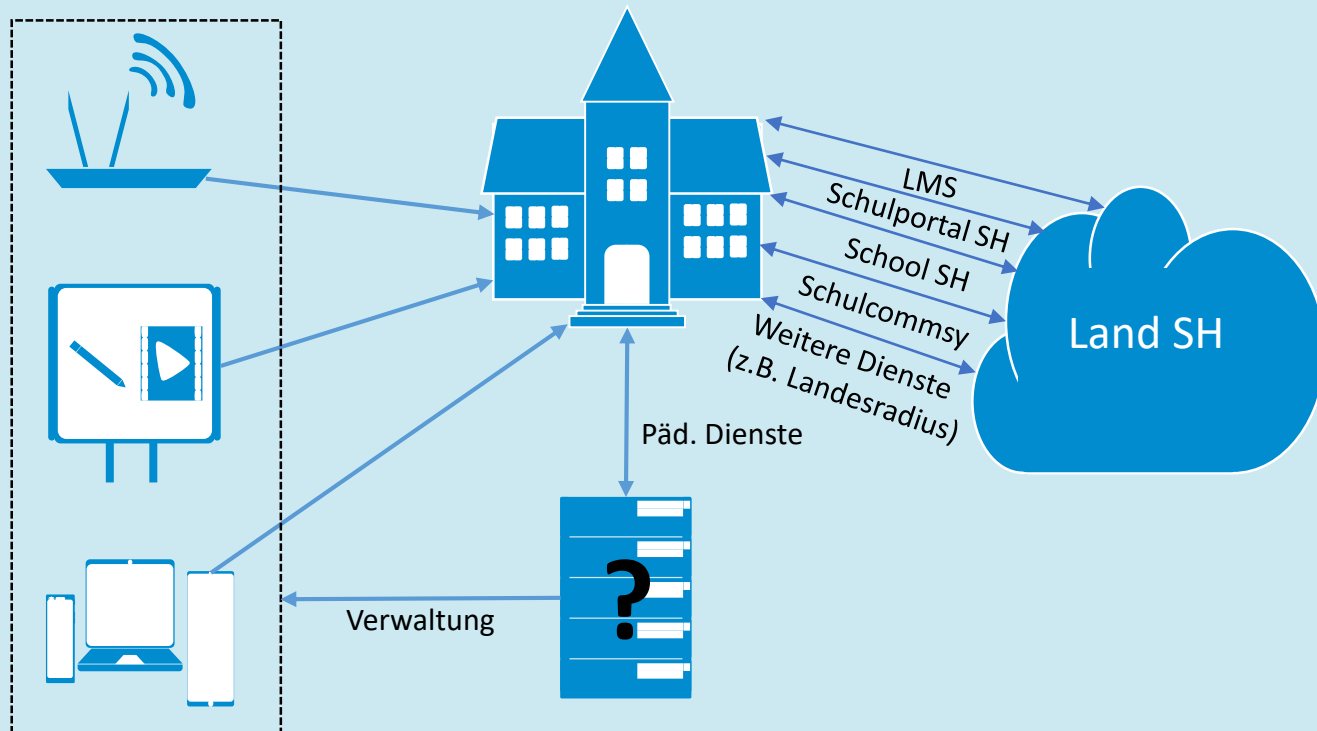 LMS
Schulportal SH
School SH
Schulcommsy
Weitere Dienste
(z.B. Landesradius)
Land SH
Päd. Dienste
?
Verwaltung